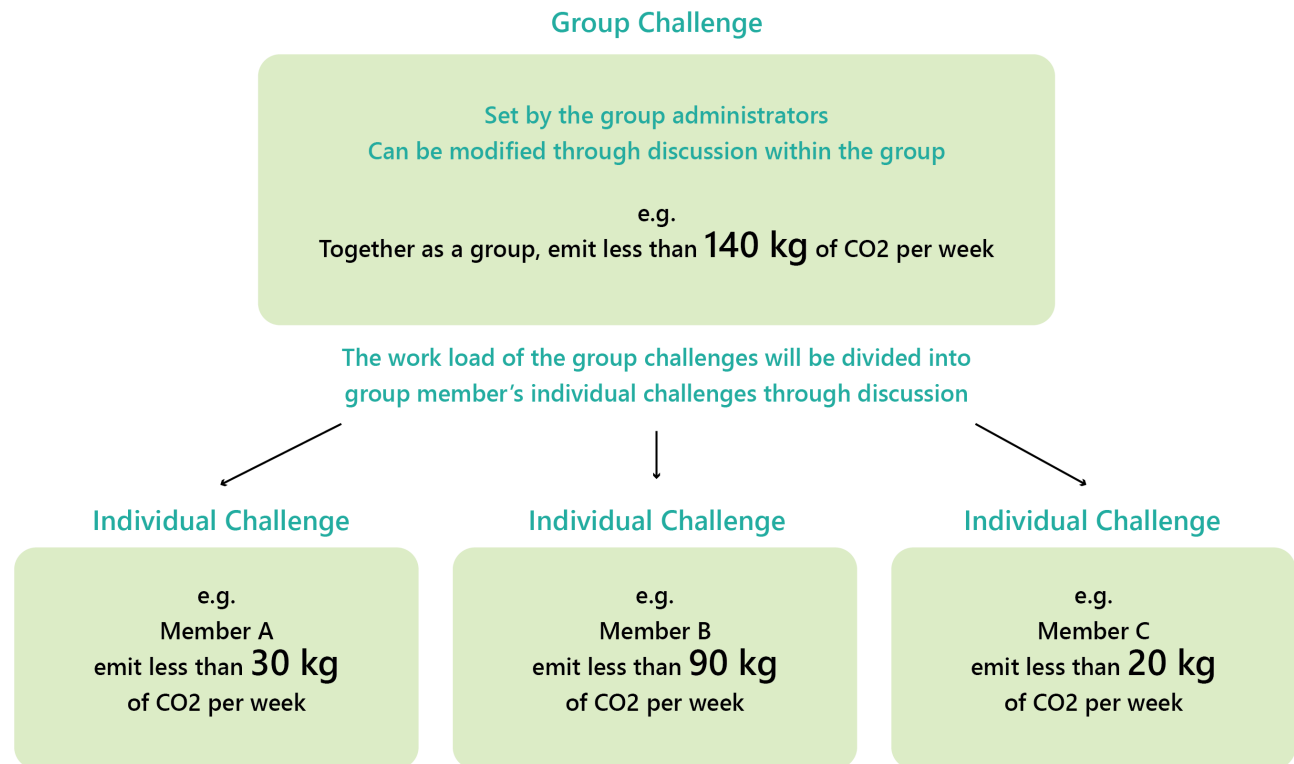 Group Challenge
Set by the group administrators
Can be modified through discussion within the group
e.g.
Together as a group, emit less than 140 kg of CO2 per week
The work load of the group challenges will be divided into
group member's individual challenges through discussion
Individual Challenge
e.g.
Member A
emit less than 30 kg
of CO2 per week
Individual Challenge
e.g.
Member B
emit less than 90 kg
of CO2 per week
Individual Challenge
e.g.
Member C
emit less than 20 kg
of CO2 per week